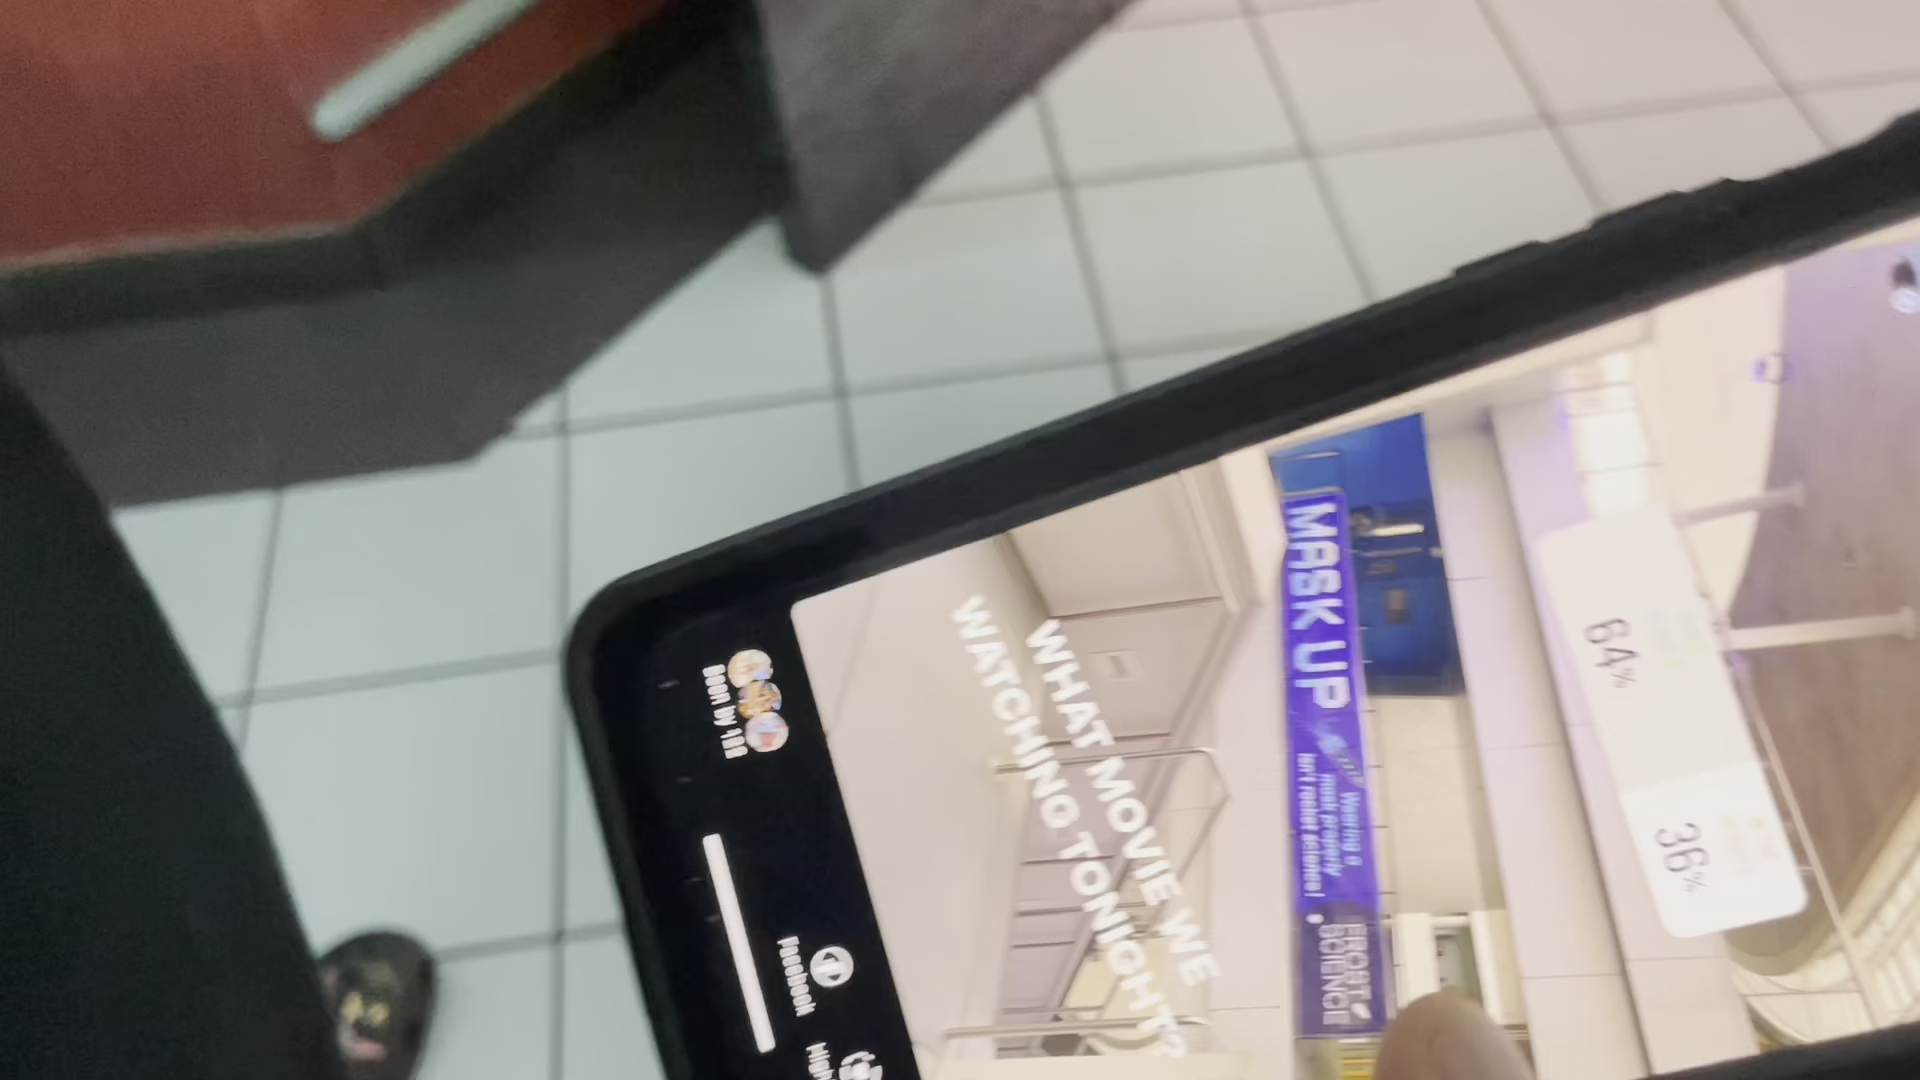 64%
36%
MASK UP
Wearing a
mask properly
isn't rocket science!
FROST
SCIENCE
WHAT MOVIE WE
WATCHING TONIGHT?
Seen by
Facebook